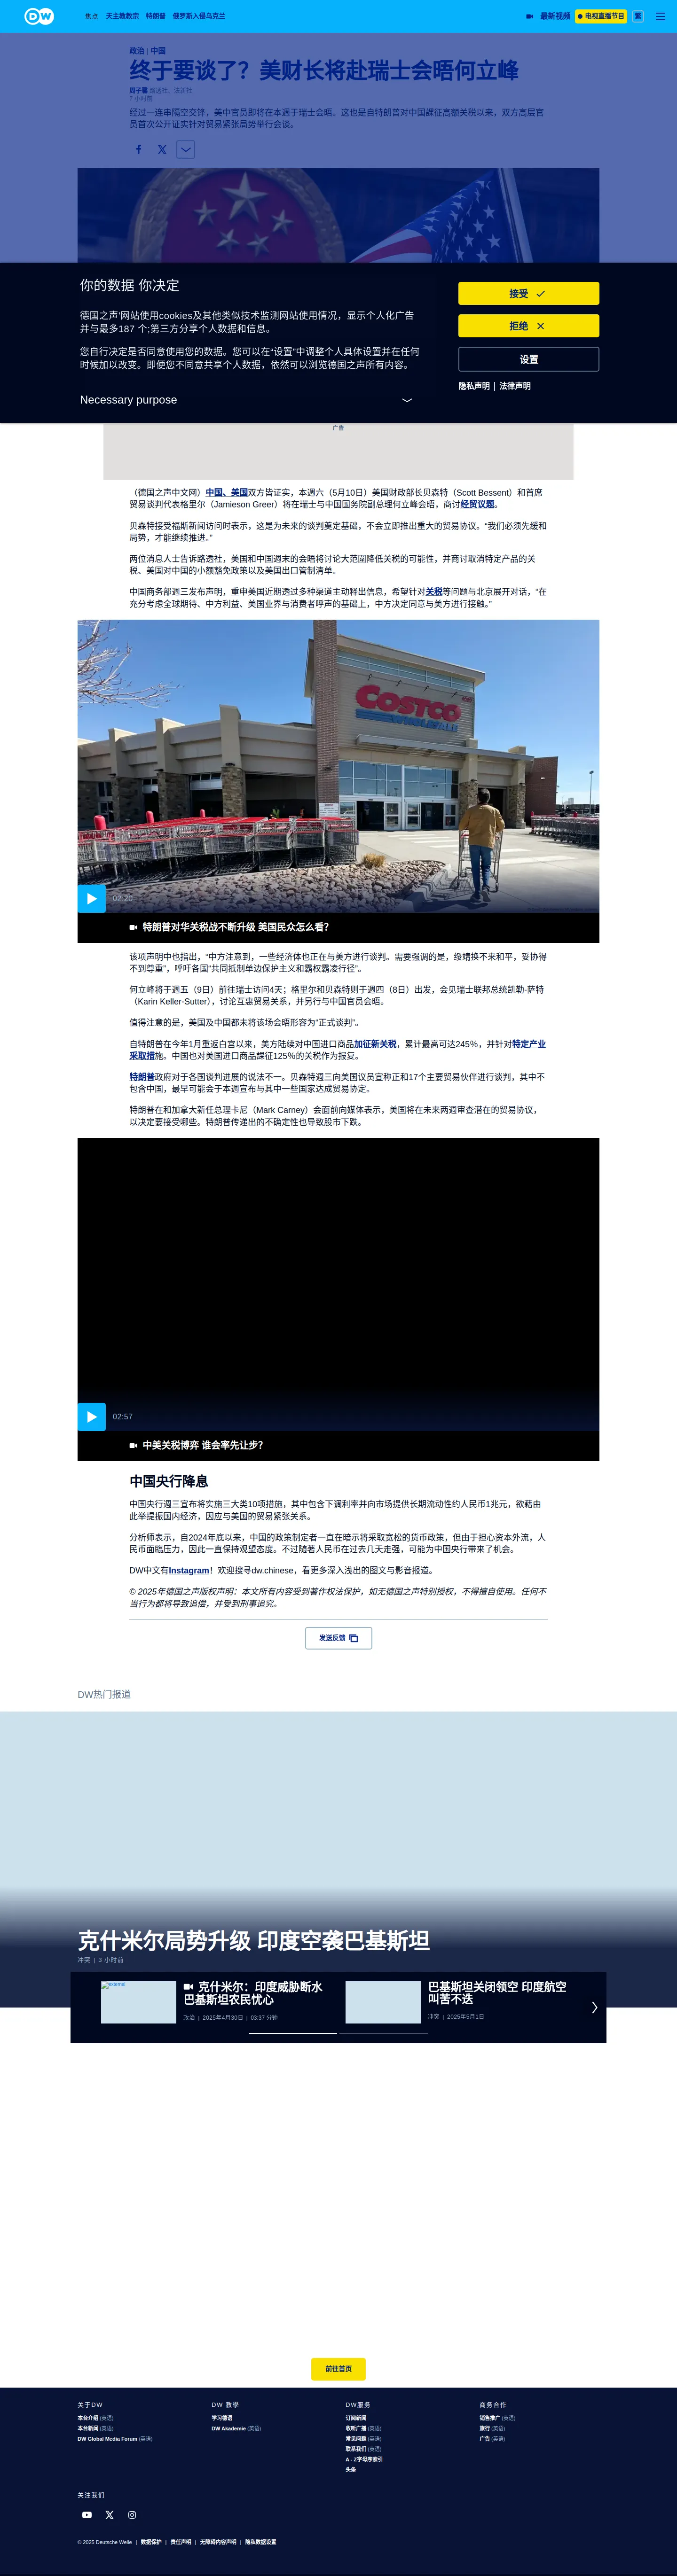 DW
焦点 天主教教宗 特朗普 俄罗斯入侵乌克兰
最新视频 电视直播节目 繁
政治 | 中国
终于要谈了？美财长将赴瑞士会晤何立峰
周子馨 路透社、法新社
7 小时前
经过一连串隔空交锋，美中官员即将在本週于瑞士会晤。这也是自特朗普对中国課征高额关税以来，双方高层官
员首次公开证实针对贸易紧张局势举行会谈。
你的数据 你决定
德国之声'网站使用cookies及其他类似技术监测网站使用情况，显示个人化广告
并与最多187 个;第三方分享个人数据和信息。
您自行决定是否同意使用您的数据。您可以在“设置”中调整个人具体设置并在任何
时候加以改变。即便您不同意共享个人数据，依然可以浏览德国之声所有内容。
Necessary purpose
接受
拒绝
设置
隐私声明 | 法律声明
广告
（德国之声中文网）中国、美国双方皆证实，本週六（5月10日）美国财政部长贝森特（Scott Bessent）和首席
贸易谈判代表格里尔（Jamieson Greer）将在瑞士与中国国务院副总理何立峰会晤，商讨经贸议题。
贝森特接受福斯新闻访问时表示，这是为未来的谈判奠定基础，不会立即推出重大的贸易协议。“我们必须先缓和
局势，才能继续推进。”
两位消息人士告诉路透社，美国和中国週末的会晤将讨论大范圍降低关税的可能性，并商讨取消特定产品的关
税、美国对中国的小额豁免政策以及美国出口管制清单。
中国商务部週三发布声明，重申美国近期透过多种渠道主动释出信息，希望针对关税等问题与北京展开对话，“在
充分考虑全球期待、中方利益、美国业界与消费者呼声的基础上，中方决定同意与美方进行接触。”
COSTCO
WHOLESALE
02:20
特朗普对华关税战不断升级 美国民众怎么看？
该项声明中也指出，“中方注意到，一些经济体也正在与美方进行谈判。需要强调的是，绥靖换不来和平，妥协得
不到尊重”，呼吁各国“共同抵制单边保护主义和霸权霸凌行径”。
何立峰将于週五（9日）前往瑞士访问4天；格里尔和贝森特则于週四（8日）出发，会见瑞士联邦总统凯勒-萨特
（Karin Keller-Sutter），讨论互惠贸易关系，并另行与中国官员会晤。
值得注意的是，美国及中国都未将该场会晤形容为“正式谈判”。
自特朗普在今年1月重返白宫以来，美方陆续对中国进口商品加征新关税，累计最高可达245％，并针对特定产业
采取措施。中国也对美国进口商品課征125％的关税作为报复。
特朗普政府对于各国谈判进展的说法不一。贝森特週三向美国议员宣称正和17个主要贸易伙伴进行谈判，其中不
包含中国，最早可能会于本週宣布与其中一些国家达成贸易协定。
特朗普在和加拿大新任总理卡尼（Mark Carney）会面前向媒体表示，美国将在未来两週审查潜在的贸易协议，
以决定要接受哪些。特朗普传递出的不确定性也导致股市下跌。
02:57
中美关税博弈 谁会率先让步？
中国央行降息
中国央行週三宣布将实施三大类10项措施，其中包含下调利率并向市场提供长期流动性约人民币1兆元，欲藉由
此举提振国内经济，因应与美国的贸易紧张关系。
分析师表示，自2024年底以来，中国的政策制定者一直在暗示将采取宽松的货币政策，但由于担心资本外流，人
民币面臨压力，因此一直保持观望态度。不过随著人民币在过去几天走强，可能为中国央行带来了机会。
DW中文有Instagram！欢迎搜寻dw.chinese，看更多深入浅出的图文与影音报道。
© 2025年德国之声版权声明：本文所有内容受到著作权法保护，如无德国之声特别授权，不得擅自使用。任何不
当行为都将导致追偿，并受到刑事追究。
发送反馈
DW热门报道
克什米尔局势升级 印度空袭巴基斯坦
冲突 | 3 小时前
external
克什米尔：印度威胁断水
巴基斯坦农民忧心
政治 | 2025年4月30日 | 03:37 分钟
巴基斯坦关闭领空 印度航空
叫苦不迭
冲突 | 2025年5月1日
前往首页
关于DW
本台介绍 (英语)
本台新闻 (英语)
DW Global Media Forum (英语)
DW 教學
学习德语
DW Akademie (英语)
DW服务
订阅新闻
收听广播 (英语)
常见问题 (英语)
联系我们 (英语)
A - Z字母序索引
头条
商务合作
销售推广 (英语)
旅行 (英语)
广告 (英语)
关注我们
© 2025 Deutsche Welle | 数据保护 | 责任声明 | 无障碍内容声明 | 隐私数据设置